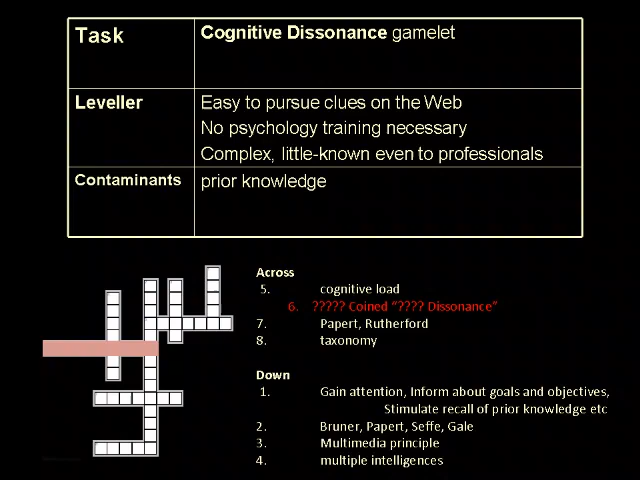 Task
Cognitive Dissonance gamelet
Leveller
Easy to pursue clues on the Web
No psychology training necessary
Complex, little-known even to professionals
Contaminants
prior knowledge
Across
5. cognitive load
6. ????? Coined "???? Dissonance"
7. Papert, Rutherford
8. taxonomy
Down
1. Gain attention, Inform about goals and objectives,
Stimulate recall of prior knowledge etc
2. Bruner, Papert, Seffe, Gale
3. Multimedia principle
4. multiple intelligences